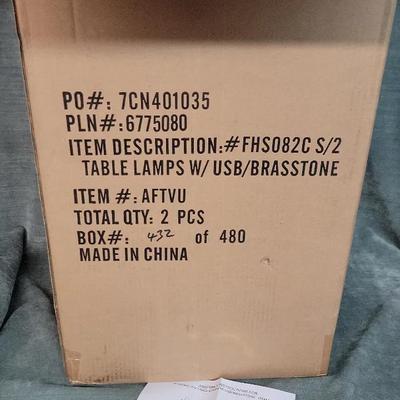 PO#: 7CN401035
PLN#:6775080
ITEM DESCRIPTION:#FHS082C S/2
TABLE LAMPS W/ USB/BRASSTONE
ITEM #: AFTVU
TOTAL QTY: 2 PCS
BOX#: 432 of 480
MADE IN CHINA